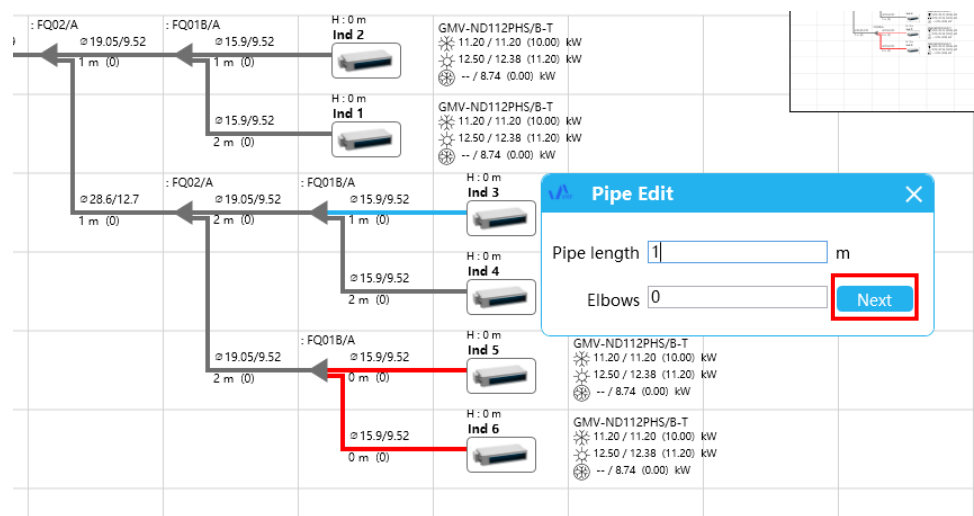 : FQ02/A
: FQ01B/A
H : 0 m
Ind 2
⌀ 19.05/9.52
1 m (0)
⌀ 15.9/9.52
1 m (0)
GMV-ND112PHS/B-T
11.20 / 11.20 (10.00) kW
12.50 / 12.38 (11.20) kW
-- / 8.74 (0.00) kW
H : 0 m
Ind 1
⌀ 15.9/9.52
2 m (0)
GMV-ND112PHS/B-T
11.20 / 11.20 (10.00) kW
12.50 / 12.38 (11.20) kW
-- / 8.74 (0.00) kW
: FQ02/A
: FQ01B/A
H : 0 m
Ind 3
⌀ 28.6/12.7
1 m (0)
⌀ 19.05/9.52
2 m (0)
⌀ 15.9/9.52
1 m (0)
Pipe Edit
Pipe length 1 m
Elbows 0
Next
H : 0 m
Ind 4
⌀ 15.9/9.52
2 m (0)
: FQ01B/A
H : 0 m
Ind 5
⌀ 19.05/9.52
2 m (0)
⌀ 15.9/9.52
0 m (0)
GMV-ND112PHS/B-T
11.20 / 11.20 (10.00) kW
12.50 / 12.38 (11.20) kW
-- / 8.74 (0.00) kW
H : 0 m
Ind 6
⌀ 15.9/9.52
0 m (0)
GMV-ND112PHS/B-T
11.20 / 11.20 (10.00) kW
12.50 / 12.38 (11.20) kW
-- / 8.74 (0.00) kW